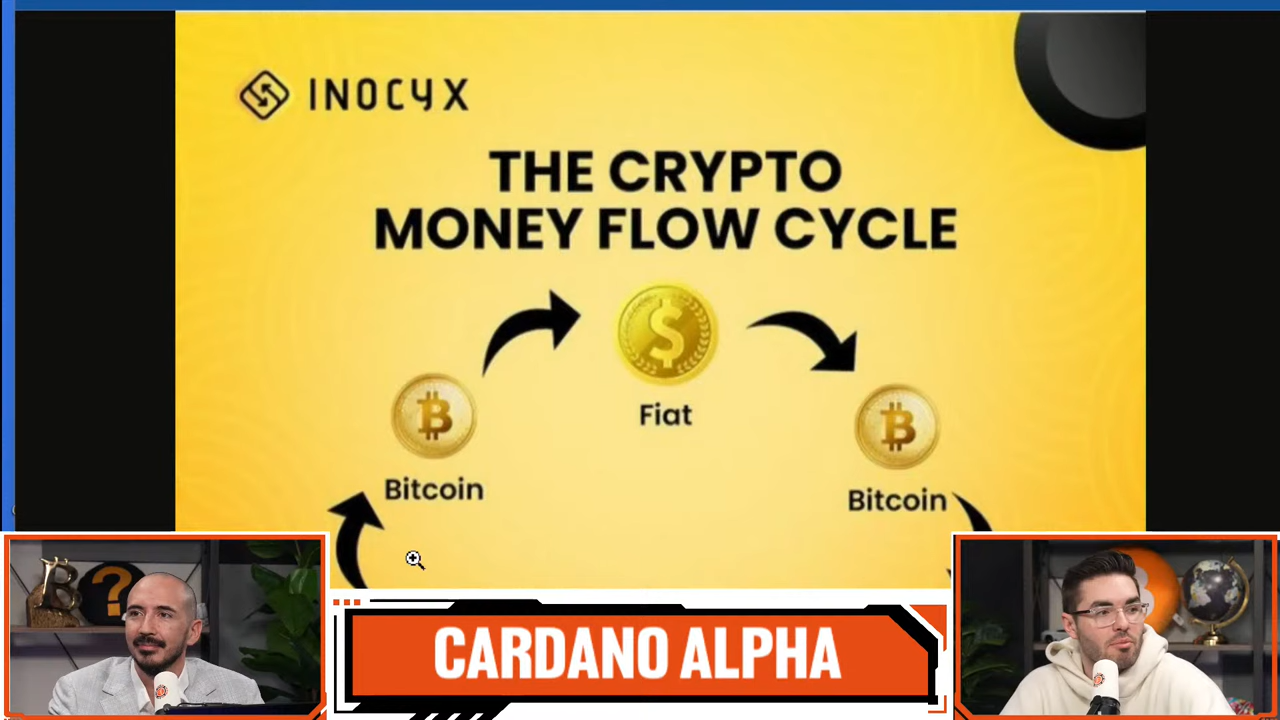 INOCYX
THE CRYPTO
MONEY FLOW CYCLE
Fiat
Bitcoin
Bitcoin
CARDANO ALPHA